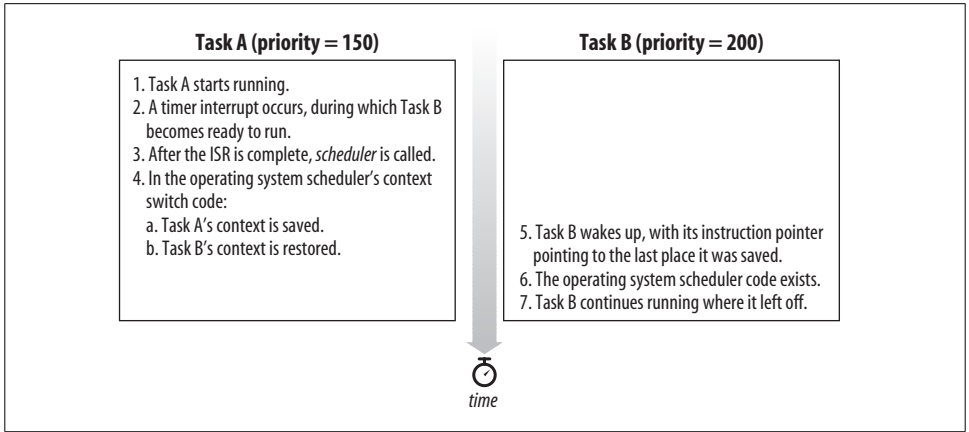 Task A (priority = 150)
1. Task A starts running.
2. A timer interrupt occurs, during which Task B
becomes ready to run.
3. After the ISR is complete, scheduler is called.
4. In the operating system scheduler’s context
switch code:
a. Task A’s context is saved.
b. Task B’s context is restored.
Task B (priority = 200)
5. Task B wakes up, with its instruction pointer
pointing to the last place it was saved.
6. The operating system scheduler code exists.
7. Task B continues running where it left off.
time